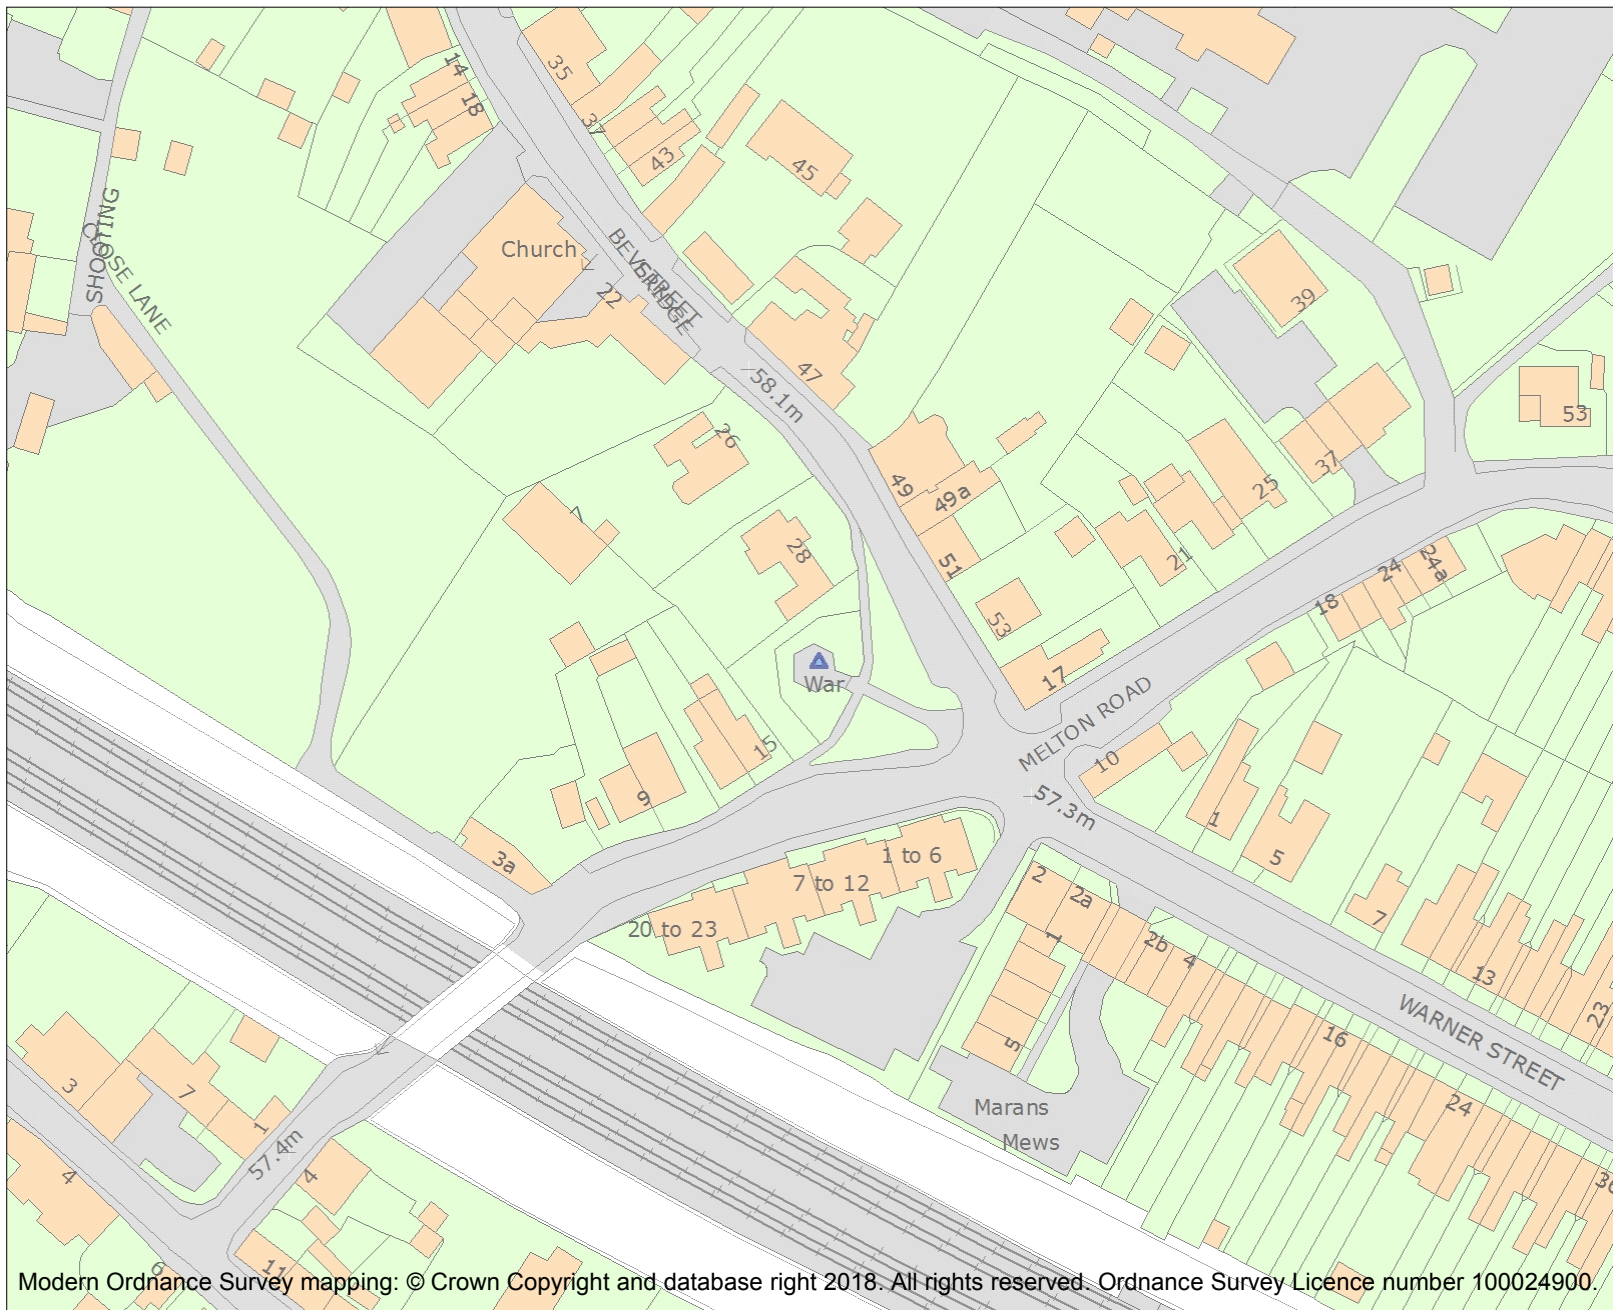 14
18
35
37
43
45
SHOOTING
CLOSE LANE
Church
22
BEVERIDGE
STREET
47
58.1m
39
26
49
49a
37
53
25
7
28
51
21
24
24a
18
53
War
17
MELTON ROAD
15
10
9
57.3m
1
5
3a
1 to 6
7 to 12
20 to 23
2
2a
7
1
2b
4
13
23
WARNER STREET
16
5
3
7
1
Marans
Mews
24
57.4m
4
4
36
6
11
Modern Ordnance Survey mapping: © Crown Copyright and database right 2018. All rights reserved. Ordnance Survey Licence number 100024900.